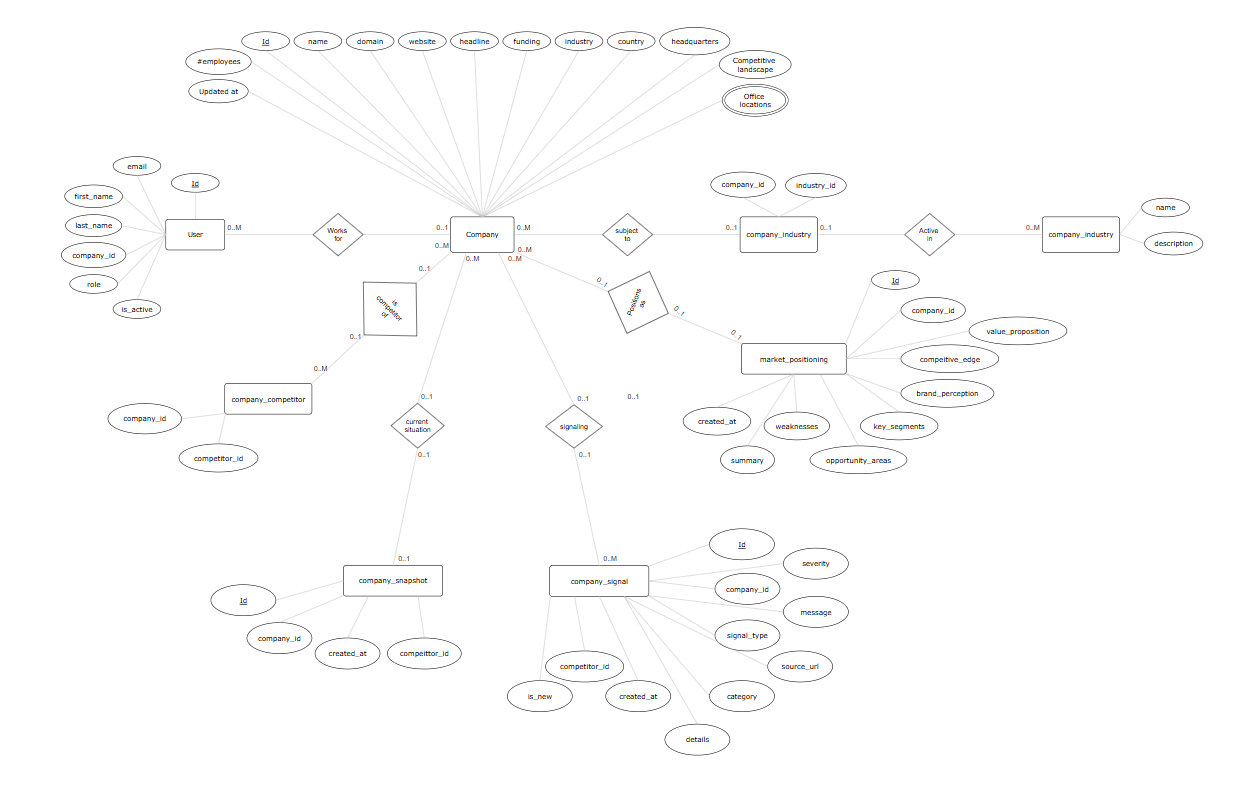 Id
name
domain
website
headline
funding
industry
country
headquarters
#employees
Competitive
landscape
Updated at
Office
locations
email
Id
first_name
last_name
company_id
role
is_active
User
0..M
Works
for
0..1
Company
0..M
0..M
0..M
0..M
0..M
subject
to
0..1
company_id
industry_id
company_industry
0..1
Active
in
0..M
company_industry
name
description
0..1
is
competitor
of
0..1
0..M
company_competitor
company_id
competitor_id
0..1
Positions
as
0..1
0..1
market_positioning
Id
company_id
value_proposition
compeitive_edge
brand_perception
key_segments
opportunity_areas
weaknesses
summary
created_at
0..1
current
situation
0..1
0..1
company_snapshot
Id
company_id
created_at
compeittor_id
0..1
0..1
signaling
0..1
0..M
company_signal
Id
severity
company_id
message
signal_type
source_url
category
details
created_at
competitor_id
is_new